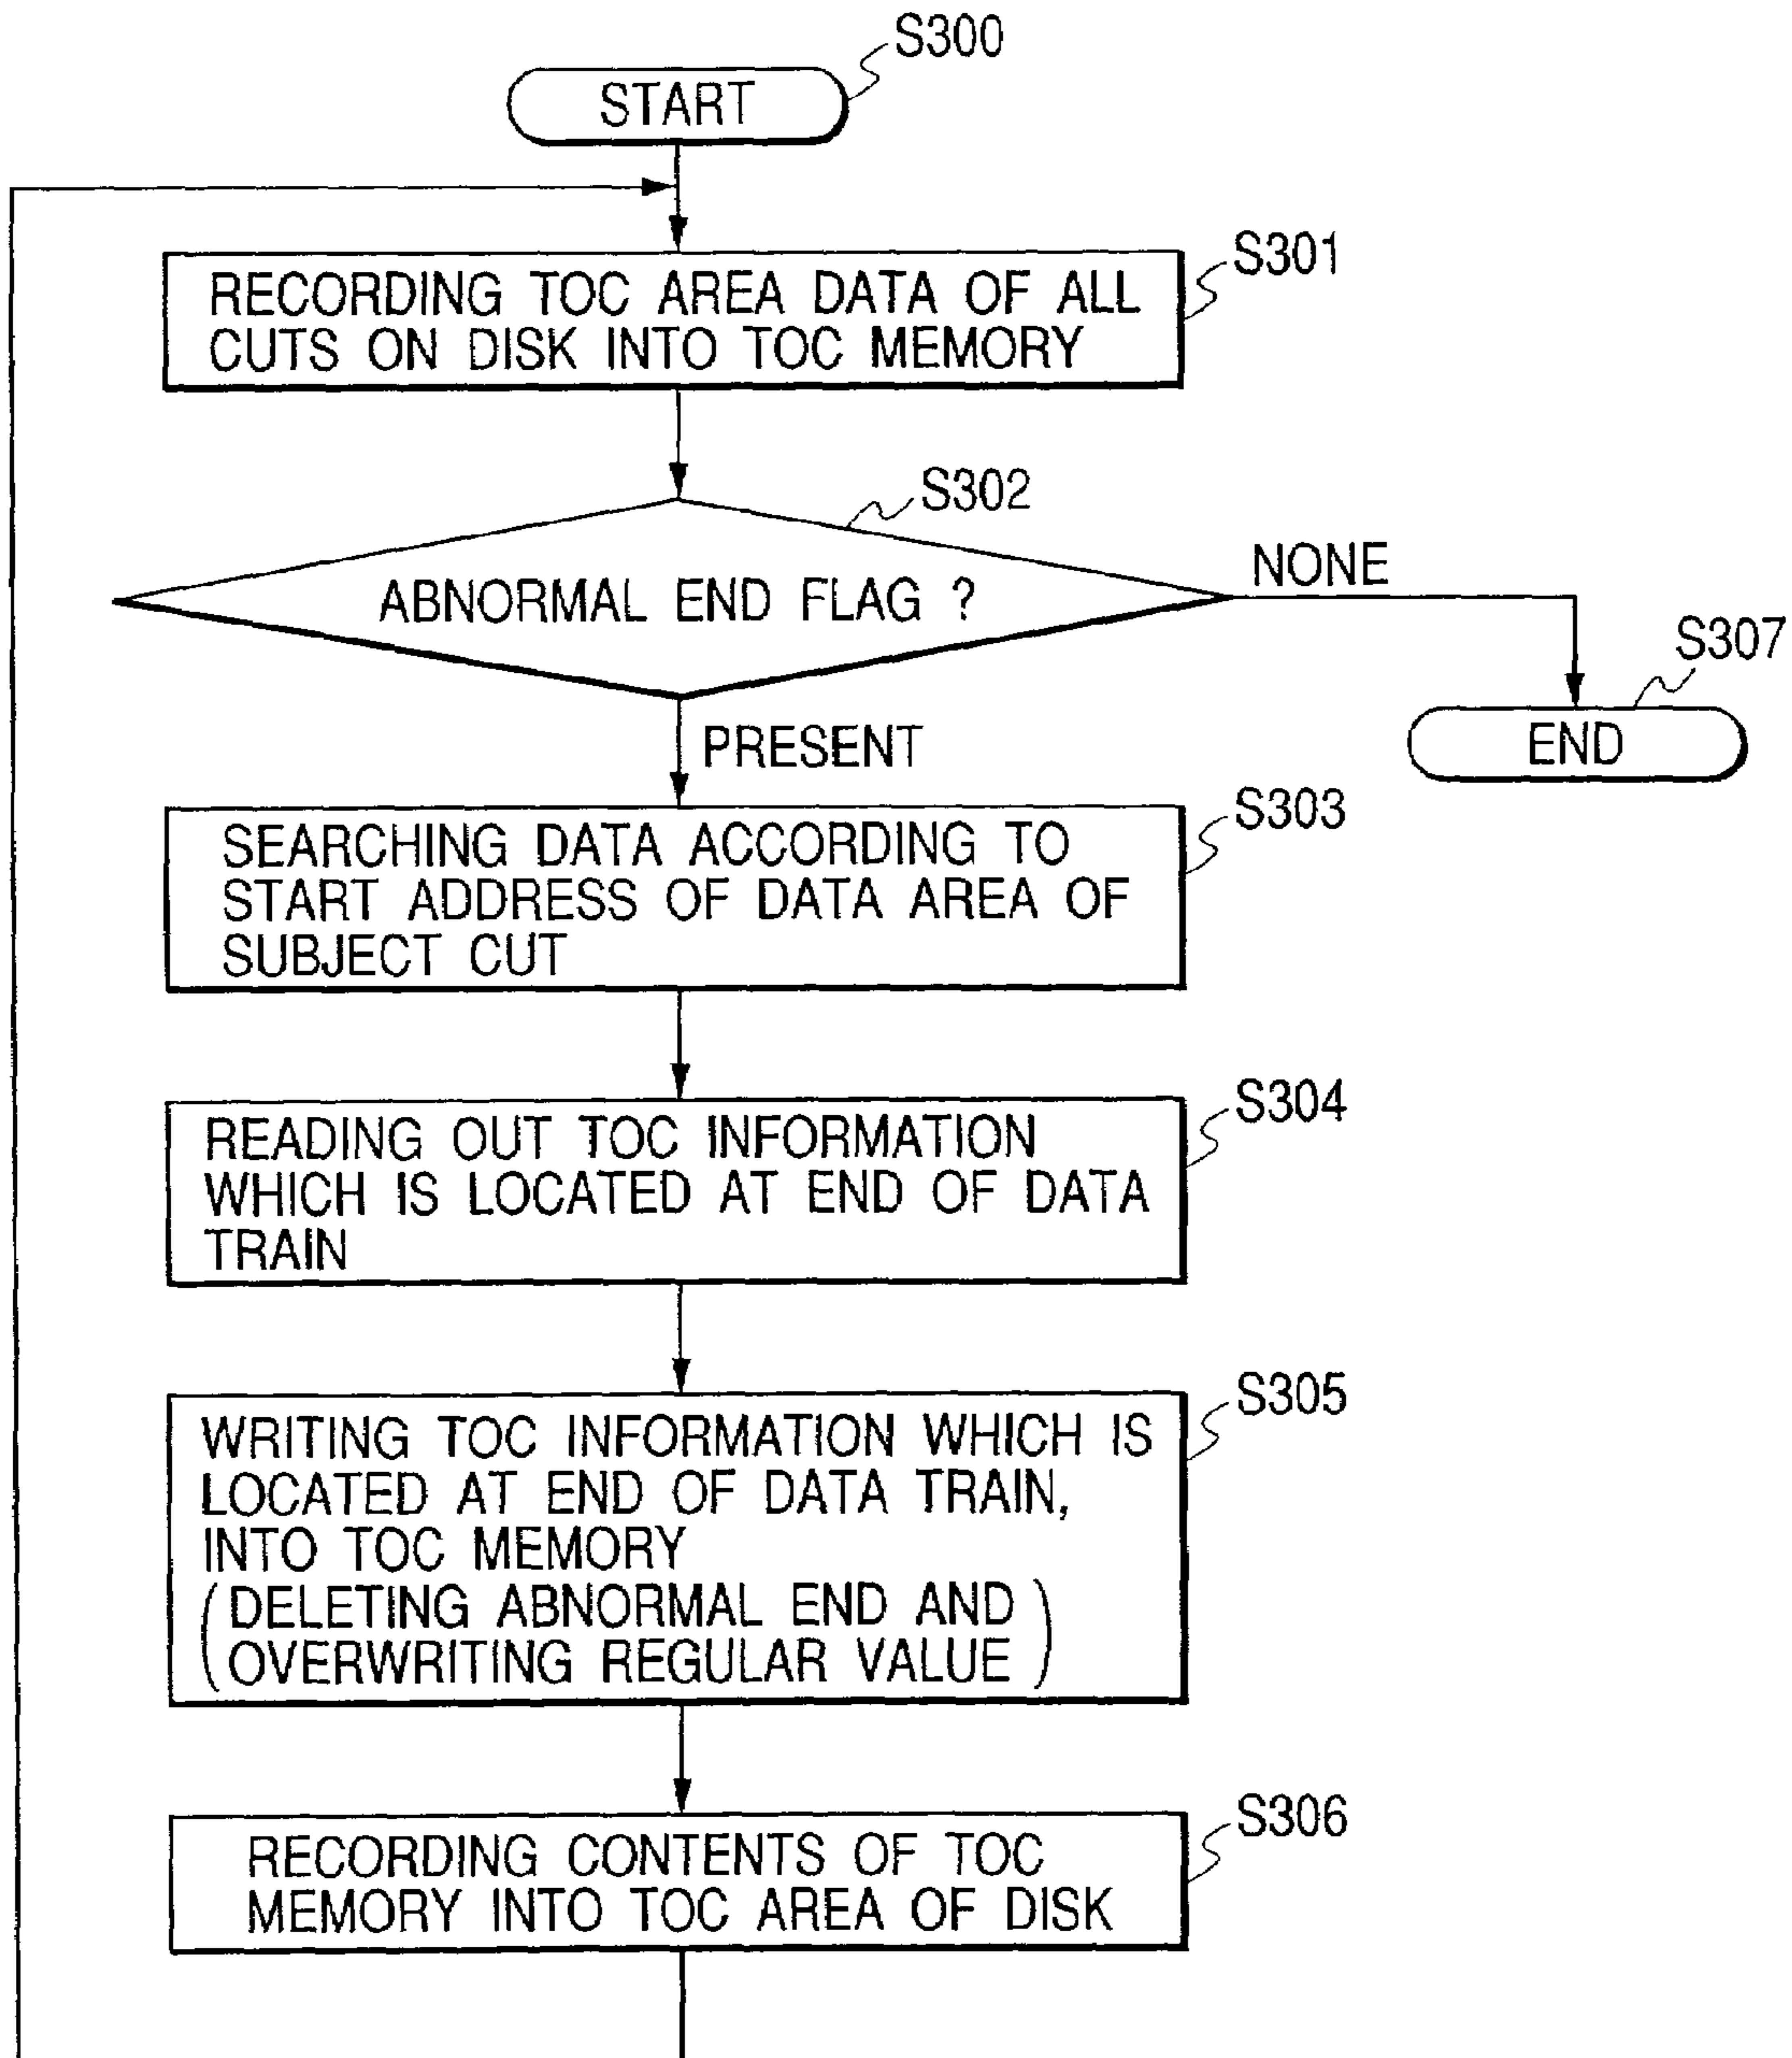 S300
START
S301
RECORDING TOC AREA DATA OF ALL
CUTS ON DISK INTO TOC MEMORY
S302
ABNORMAL END FLAG ?
NONE
S307
END
PRESENT
S303
SEARCHING DATA ACCORDING TO
START ADDRESS OF DATA AREA OF
SUBJECT CUT
S304
READING OUT TOC INFORMATION
WHICH IS LOCATED AT END OF DATA
TRAIN
S305
WRITING TOC INFORMATION WHICH IS
LOCATED AT END OF DATA TRAIN,
INTO TOC MEMORY
(DELETING ABNORMAL END AND
OVERWRITING REGULAR VALUE)
S306
RECORDING CONTENTS OF TOC
MEMORY INTO TOC AREA OF DISK